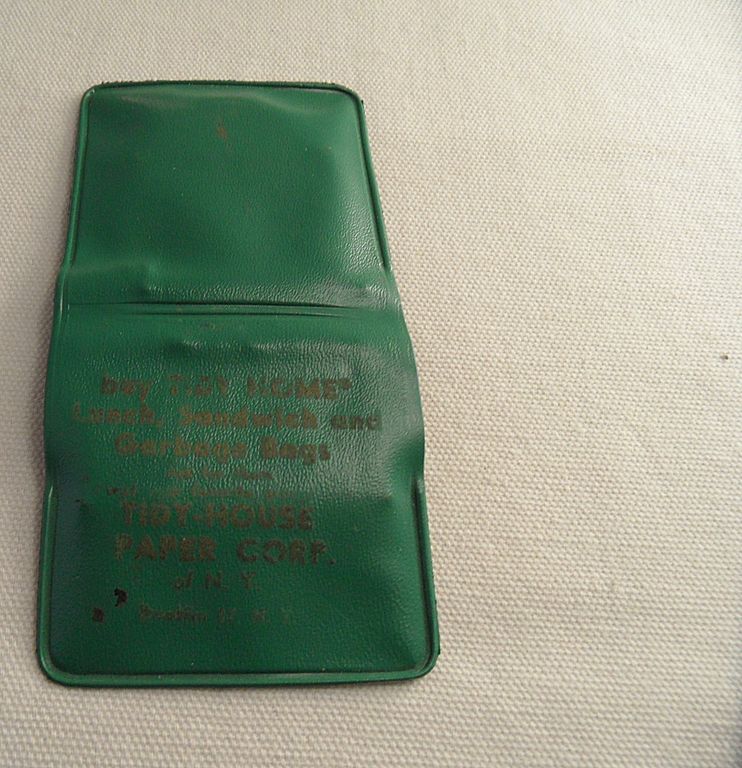 buy TIDY HOME®
Lunch, Sandwich and
Garbage Bags
TIDY-HOUSE
PAPER CORP.
of N. Y.
N. Y.